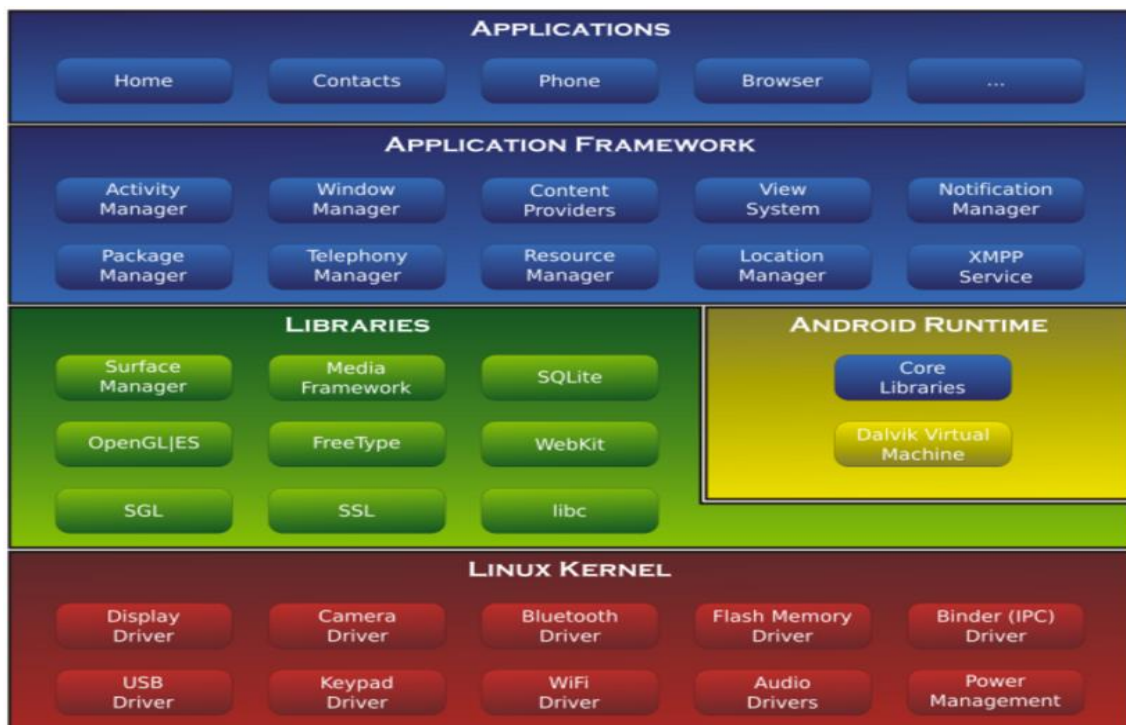 APPLICATIONS
Home Contacts Phone Browser ...
APPLICATION FRAMEWORK
Activity Manager
Window Manager
Content Providers
View System
Notification Manager
Package Manager
Telephony Manager
Resource Manager
Location Manager
XMPP Service
LIBRARIES
Surface Manager
Media Framework
SQLite
OpenGL|ES
FreeType
WebKit
SGL
SSL
libc
ANDROID RUNTIME
Core Libraries
Dalvik Virtual Machine
LINUX KERNEL
Display Driver
Camera Driver
Bluetooth Driver
Flash Memory Driver
Binder (IPC) Driver
USB Driver
Keypad Driver
WiFi Driver
Audio Drivers
Power Management